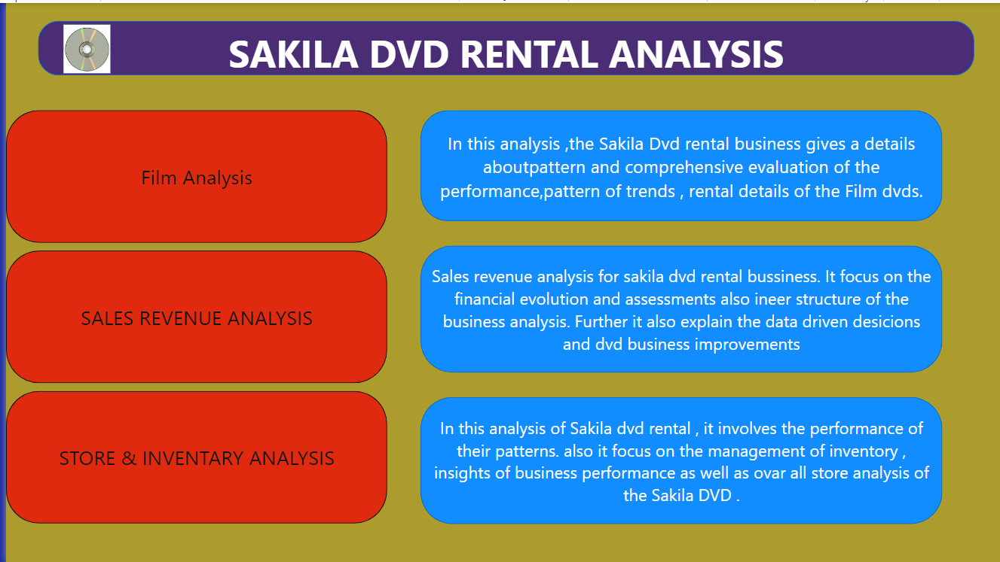 SAKILA DVD RENTAL ANALYSIS
Film Analysis
In this analysis ,the Sakila Dvd rental business gives a details
aboutpattern and comprehensive evaluation of the
performance,pattern of trends , rental details of the Film dvds.
SALES REVENUE ANALYSIS
Sales revenue analysis for sakila dvd rental bussiness. It focus on the
financial evolution and assessments also ineer structure of the
business analysis. Further it also explain the data driven desicions
and dvd business improvements
STORE & INVENTARY ANALYSIS
In this analysis of Sakila dvd rental , it involves the performance of
their patterns. also it focus on the management of inventory ,
insights of business performance as well as ovar all store analysis of
the Sakila DVD .